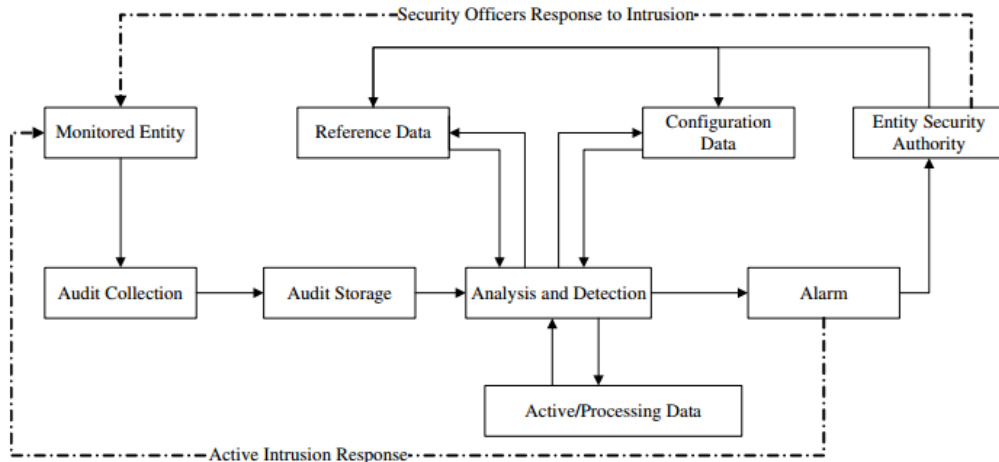 Security Officers Response to Intrusion
Monitored Entity
Reference Data
Configuration
Data
Entity Security
Authority
Audit Collection
Audit Storage
Analysis and Detection
Alarm
Active/Processing Data
Active Intrusion Response